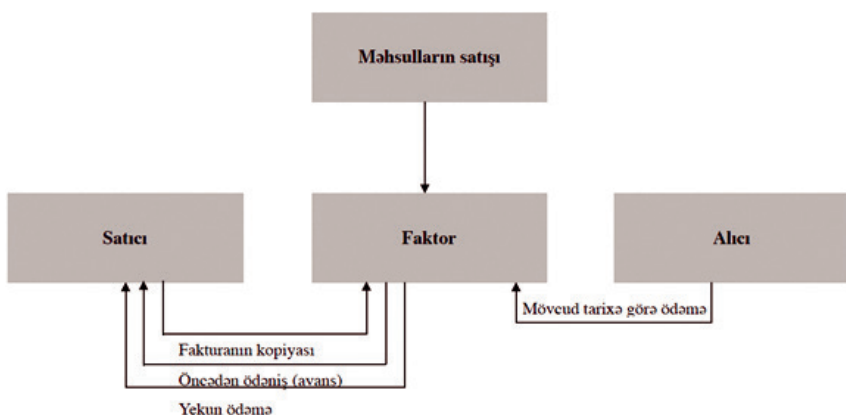 Məhsulların satışı
Satıcı
Faktor
Alıcı
Mövcud tarixə görə ödəmə
Fakturanın kopiyası
Öncədən ödəniş (avans)
Yekun ödəmə